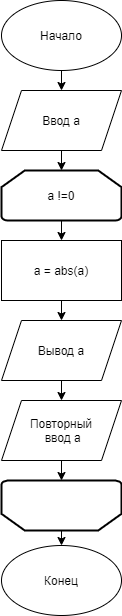 Начало
Ввод а
a !=0
a = abs(a)
Вывод а
Повторный
ввод а
Конец